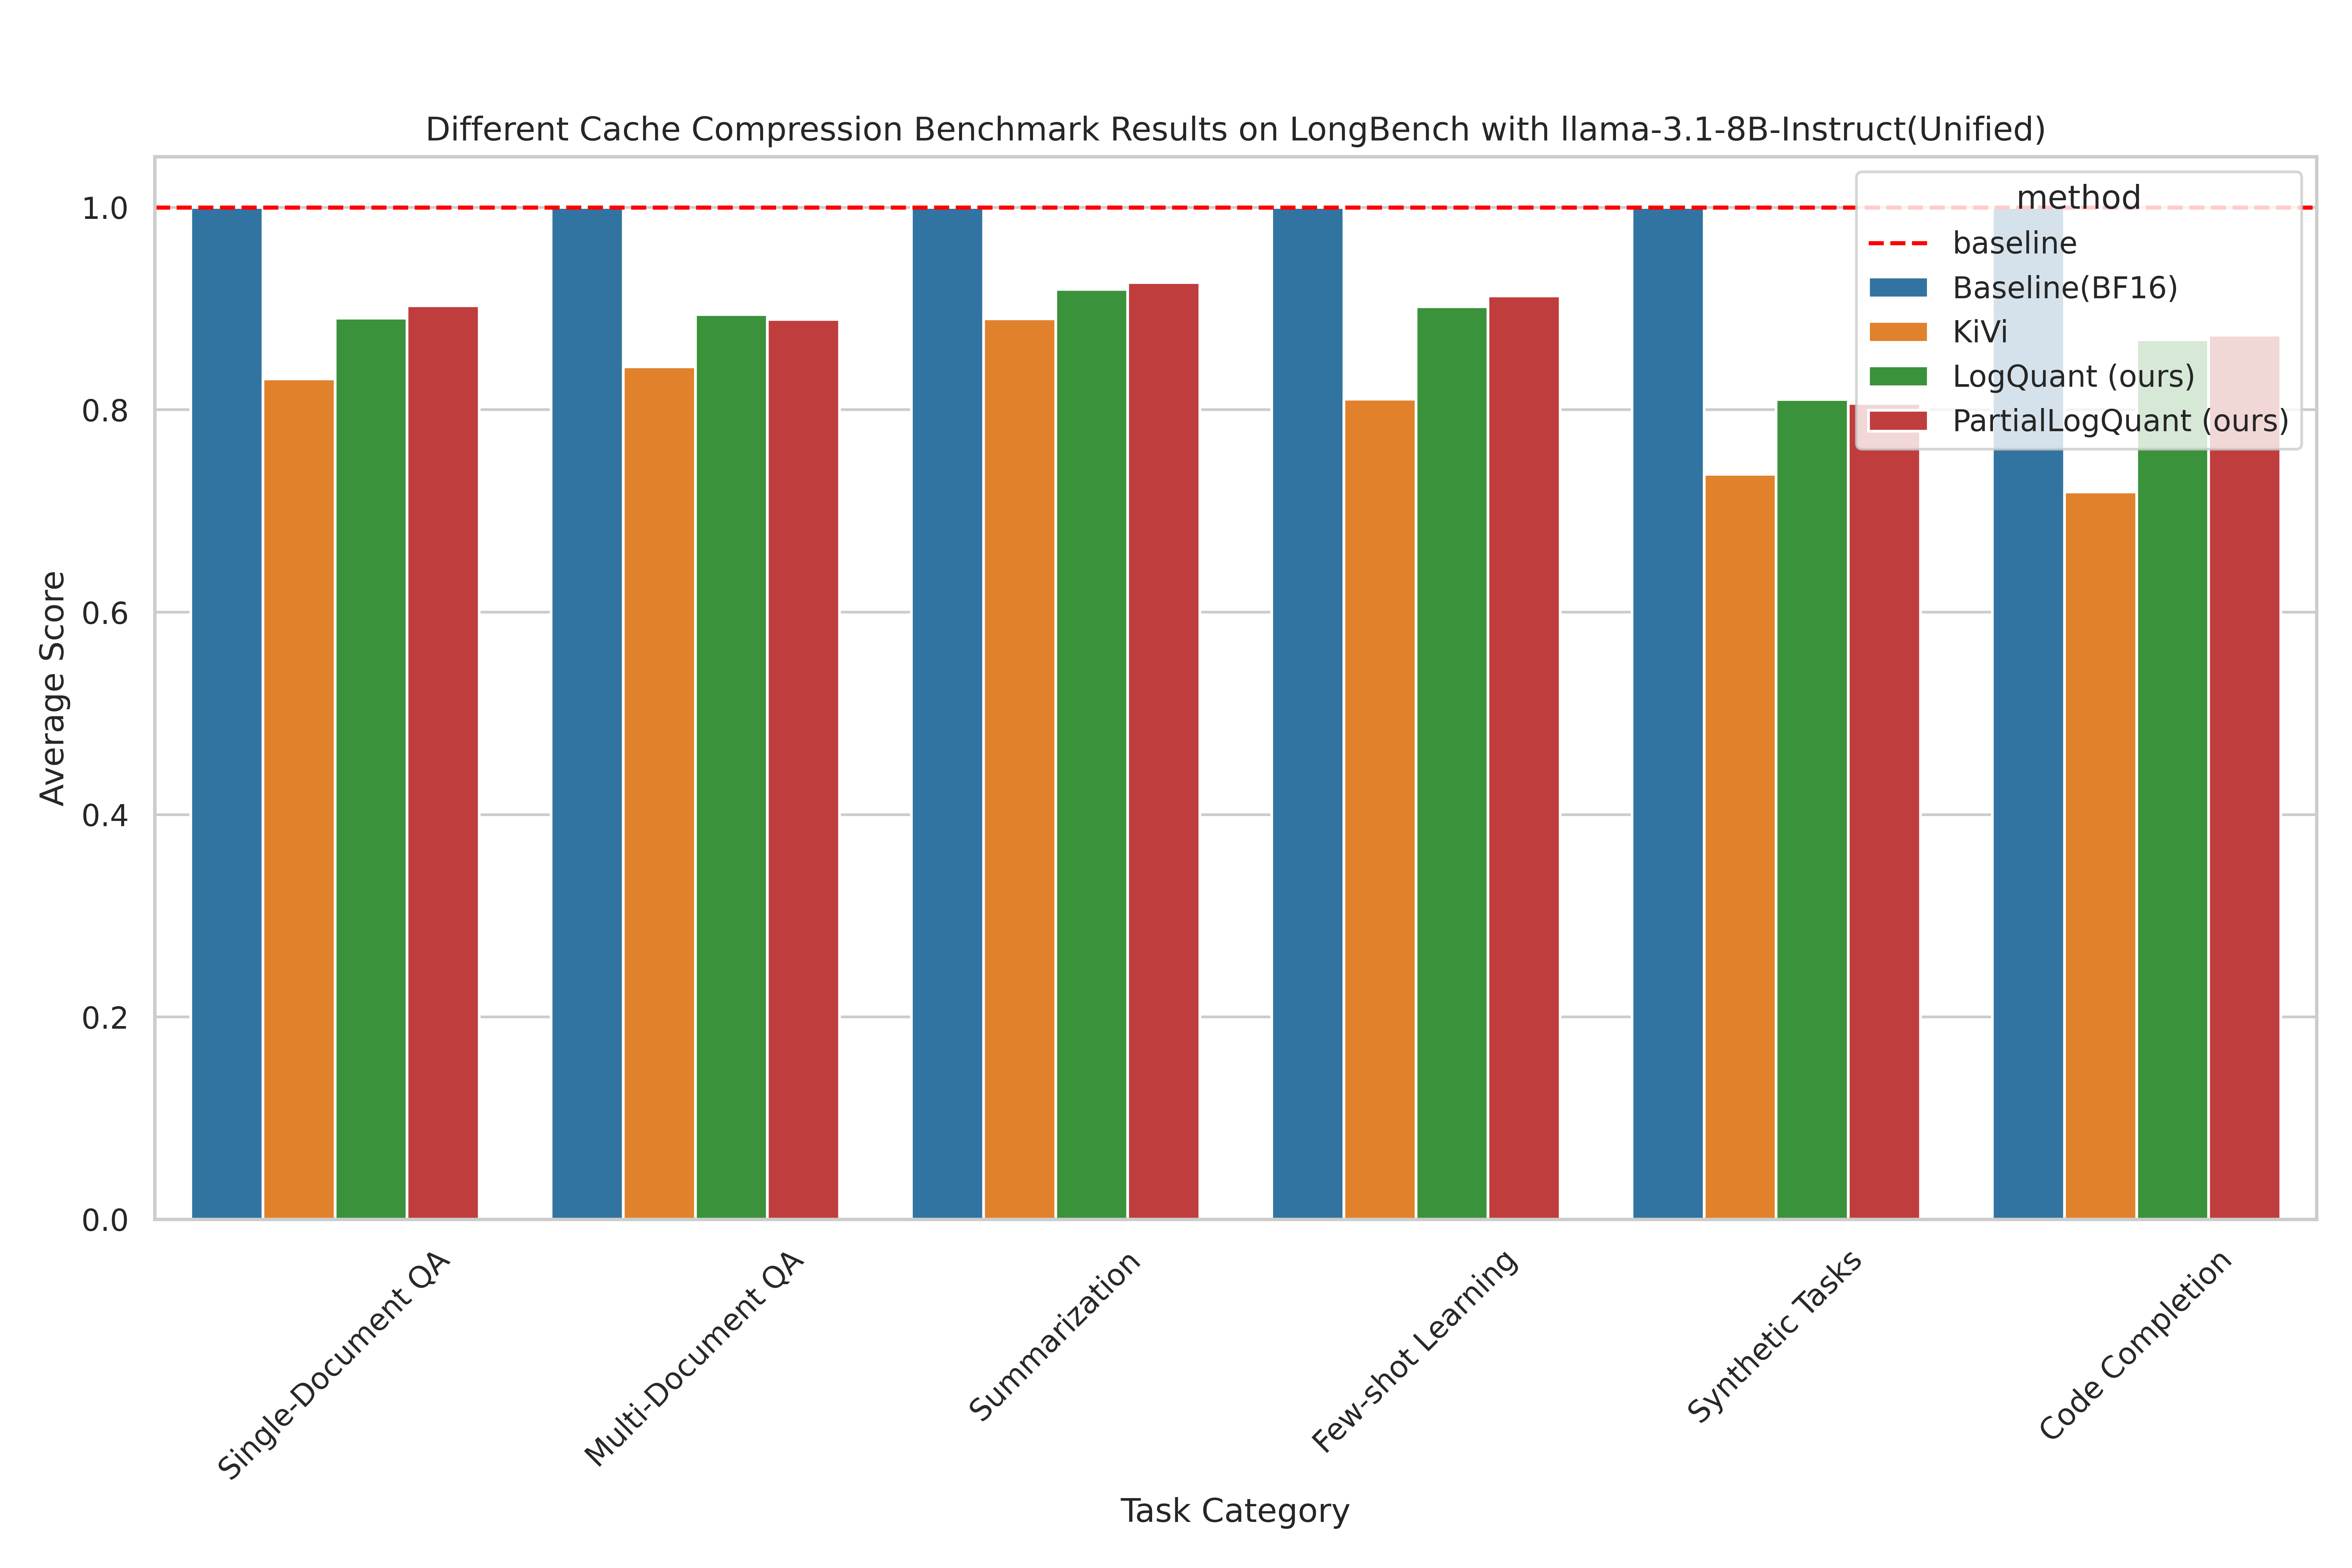 Different Cache Compression Benchmark Results on LongBench with llama-3.1-8B-Instruct(Unified)
method
baseline
Baseline(BF16)
KiVi
LogQuant (ours)
PartialLogQuant (ours)
Average Score
1.0
0.8
0.6
0.4
0.2
0.0
Single-Document QA
Multi-Document QA
Summarization
Few-shot Learning
Synthetic Tasks
Code Completion
Task Category